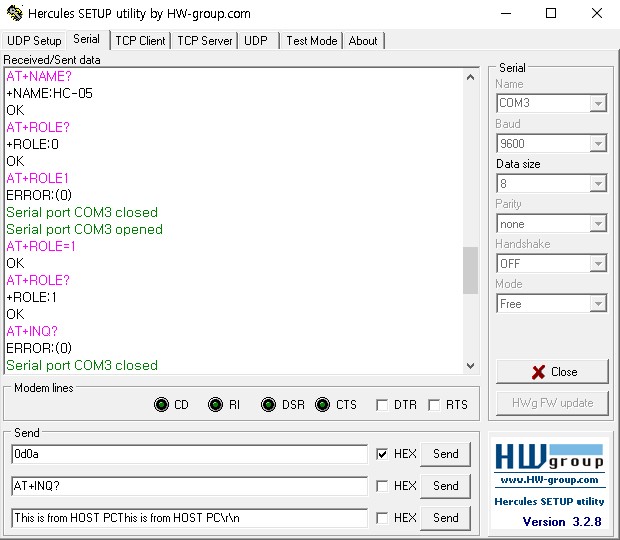 Hercules SETUP utility by HW-group.com
UDP Setup Serial TCP Client TCP Server UDP Test Mode About
Received/Sent data
AT+NAME?
+NAME:HC-05
OK
AT+ROLE?
+ROLE:0
OK
AT+ROLE1
ERROR:(0)
Serial port COM3 closed
Serial port COM3 opened
AT+ROLE=1
OK
AT+ROLE?
+ROLE:1
OK
AT+INQ?
ERROR:(0)
Serial port COM3 closed
Serial
Name
COM3
Baud
9600
Data size
8
Parity
none
Handshake
OFF
Mode
Free
Close
HWg FW update
Modem lines
CD RI DSR CTS DTR RTS
Send
0d0a HEX Send
AT+INQ? HEX Send
This is from HOST PCThis is from HOST PC\r\n HEX Send
HW group
www.HW-group.com
Hercules SETUP utility
Version 3.2.8